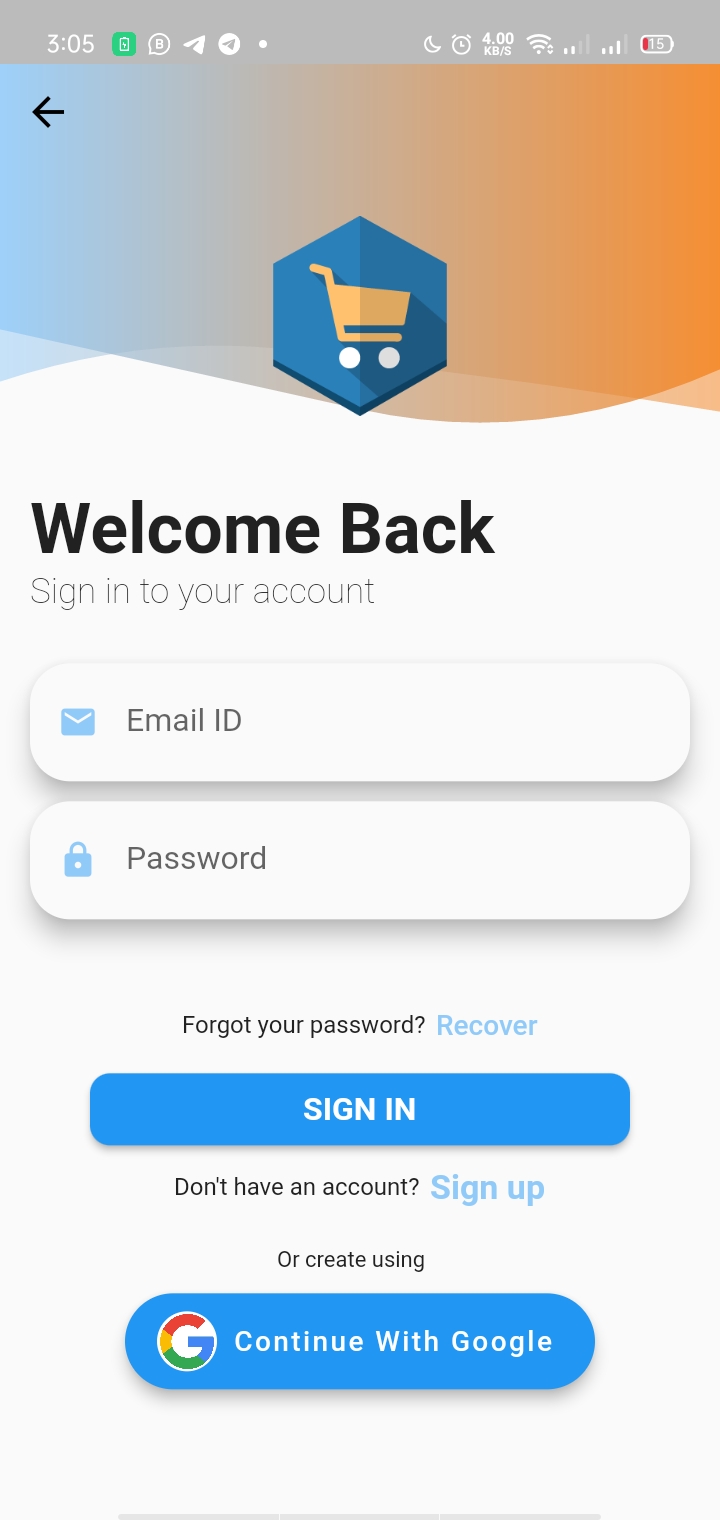 3:05
B
4.00
KB/S
15
Welcome Back
Sign in to your account
Email ID
Password
Forgot your password? Recover
SIGN IN
Don't have an account? Sign up
Or create using
G Continue With Google